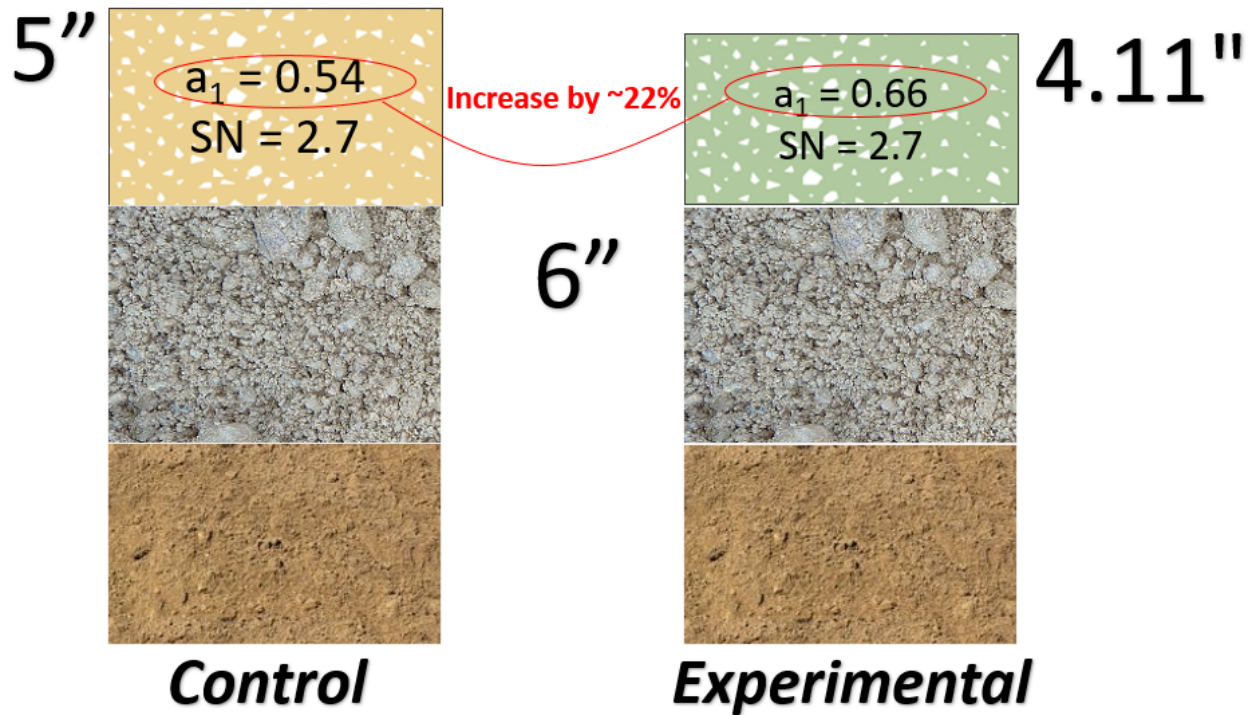 5”
a₁ = 0.54
SN = 2.7
Increase by ~22%
a₁ = 0.66
SN = 2.7
4.11"
6”
Control
Experimental